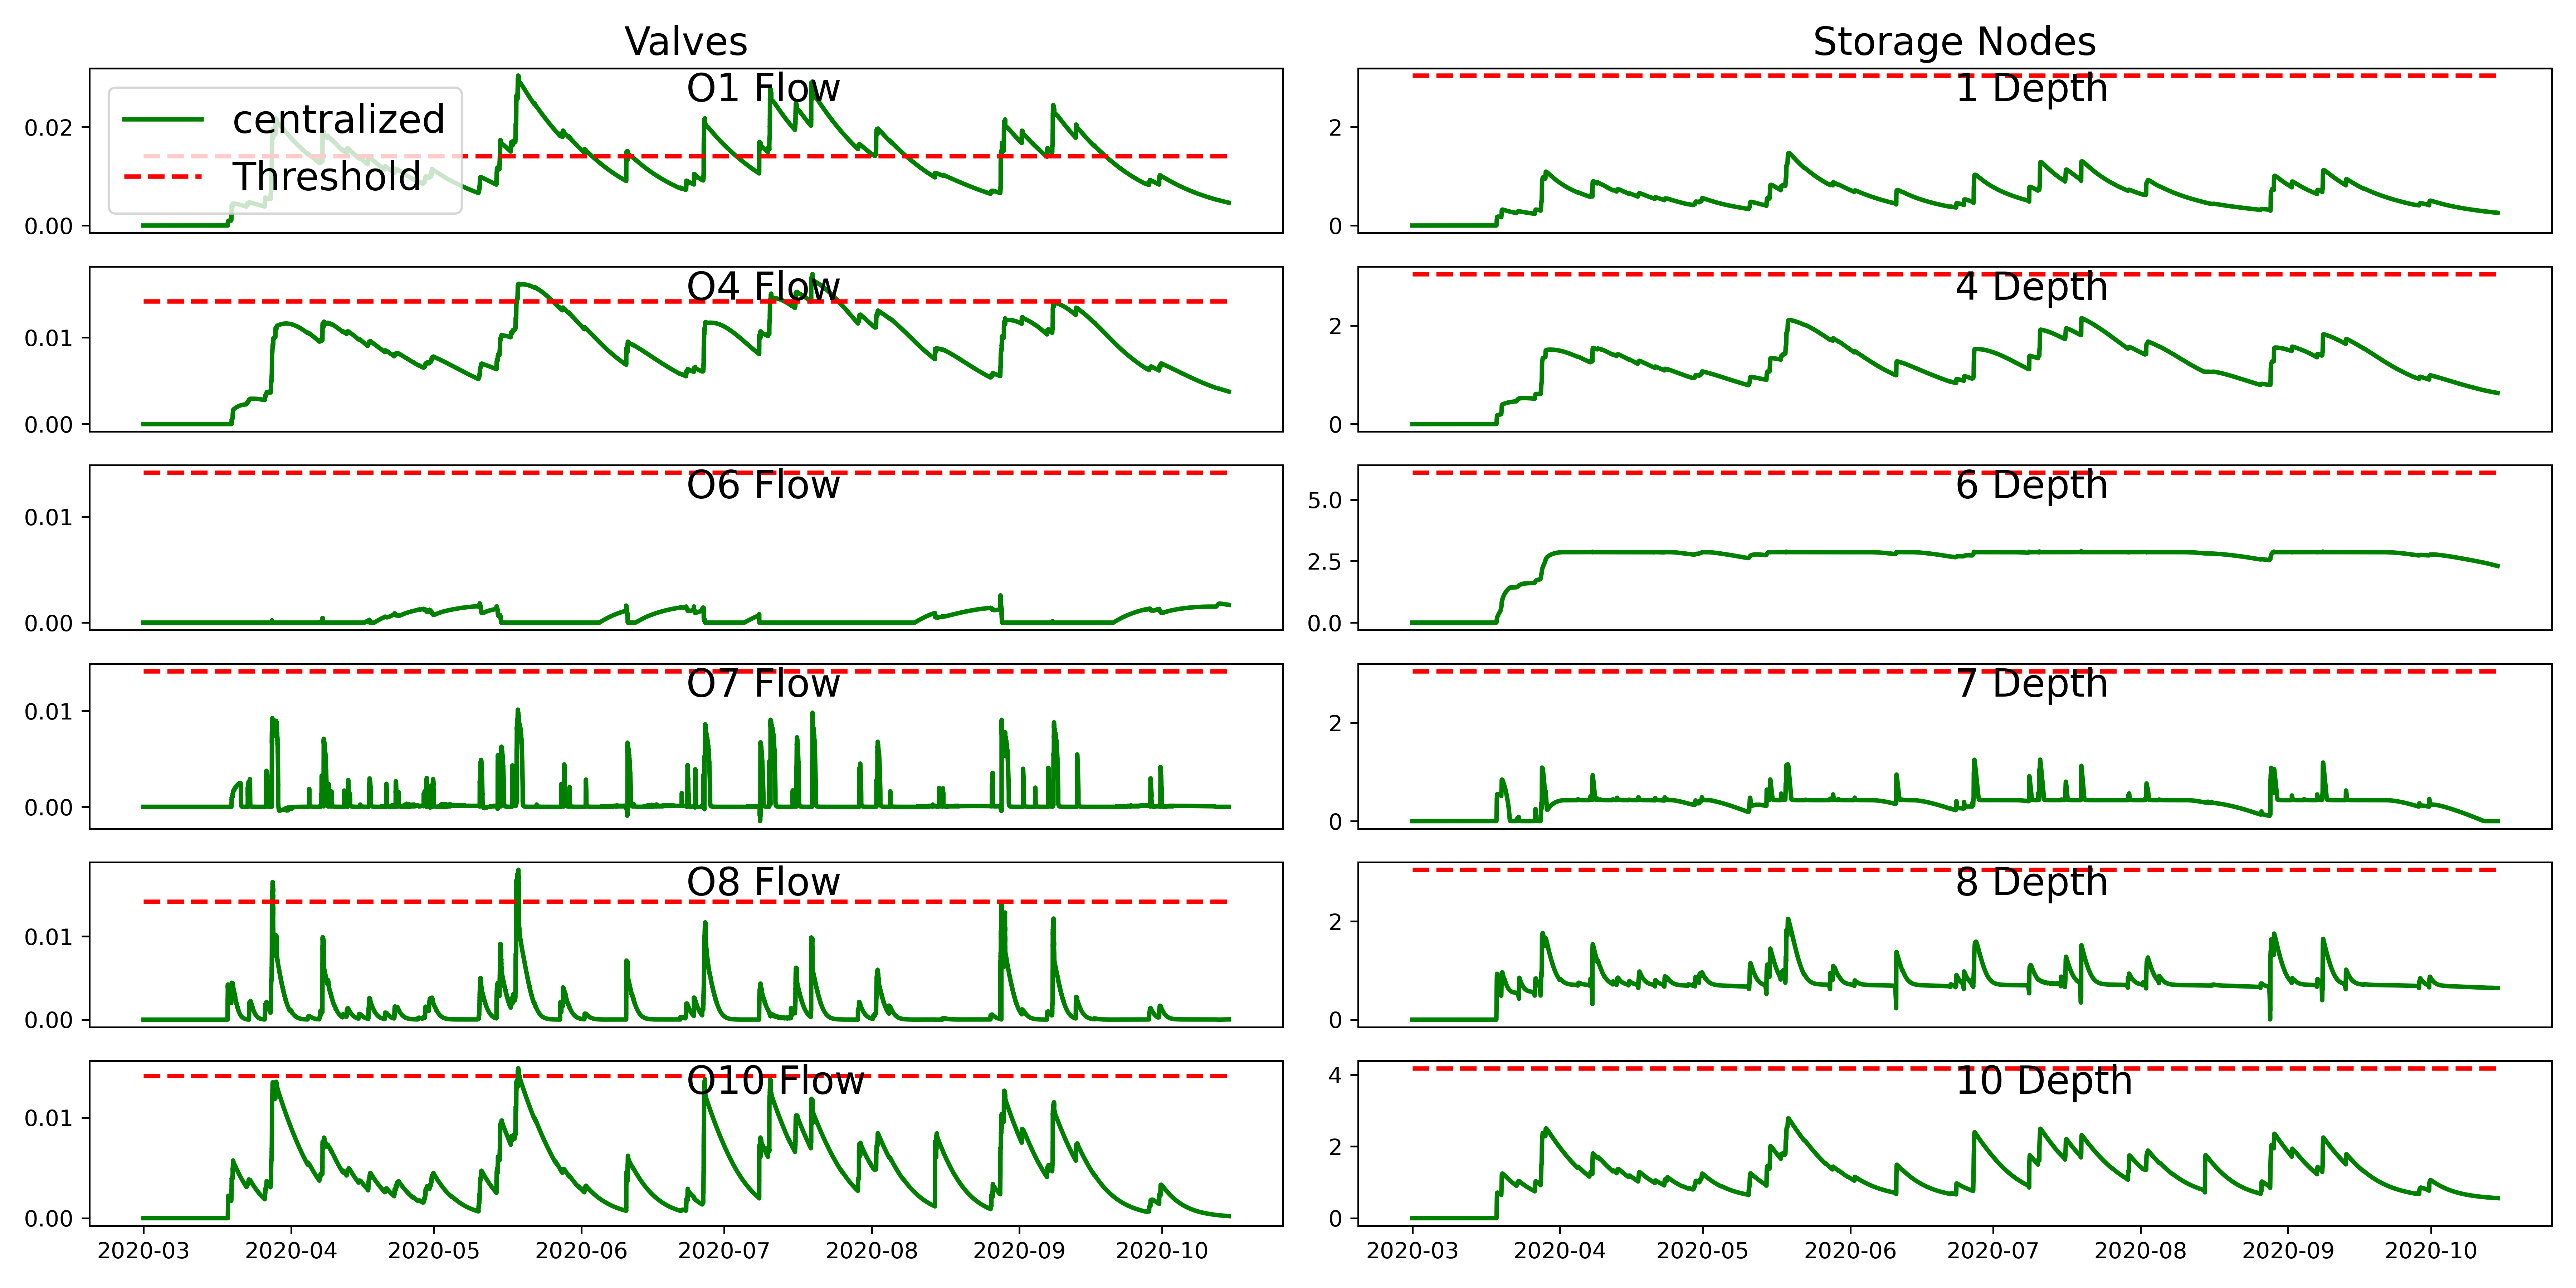 Valves
Storage Nodes
O1 Flow
centralized
Threshold
0.02
0.00
1 Depth
2
0
O4 Flow
0.01
0.00
4 Depth
2
0
O6 Flow
0.01
0.00
6 Depth
5.0
2.5
0.0
O7 Flow
0.01
0.00
7 Depth
2
0
O8 Flow
0.01
0.00
8 Depth
2
0
O10 Flow
0.01
0.00
10 Depth
4
2
0
2020-03 2020-04 2020-05 2020-06 2020-07 2020-08 2020-09 2020-10
2020-03 2020-04 2020-05 2020-06 2020-07 2020-08 2020-09 2020-10